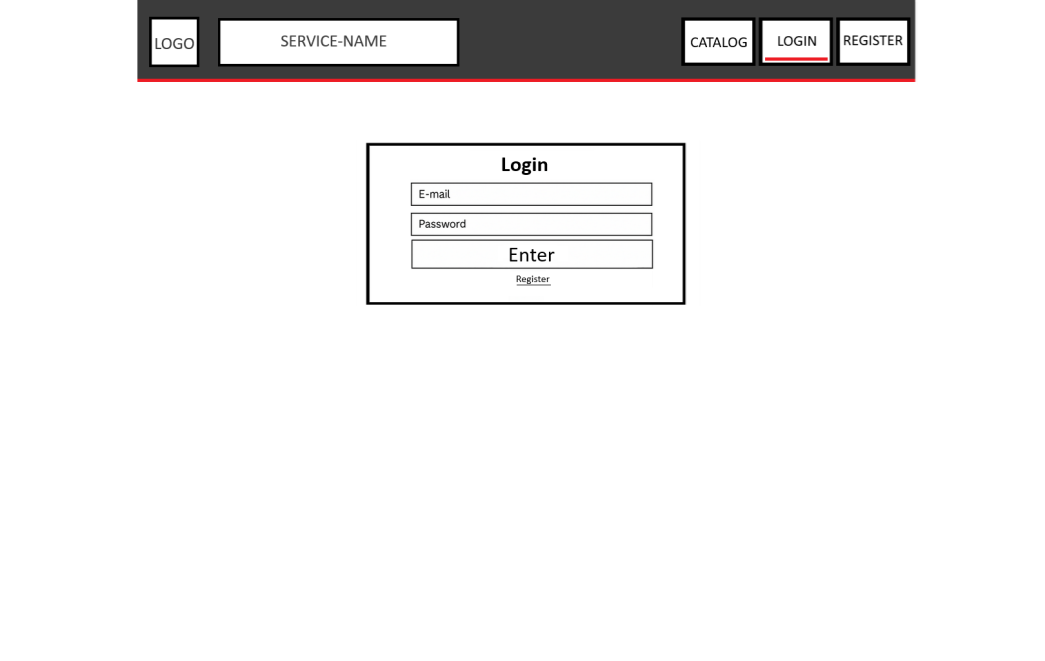 LOGO
SERVICE-NAME
CATALOG
LOGIN
REGISTER
Login
E-mail
Password
Enter
Register